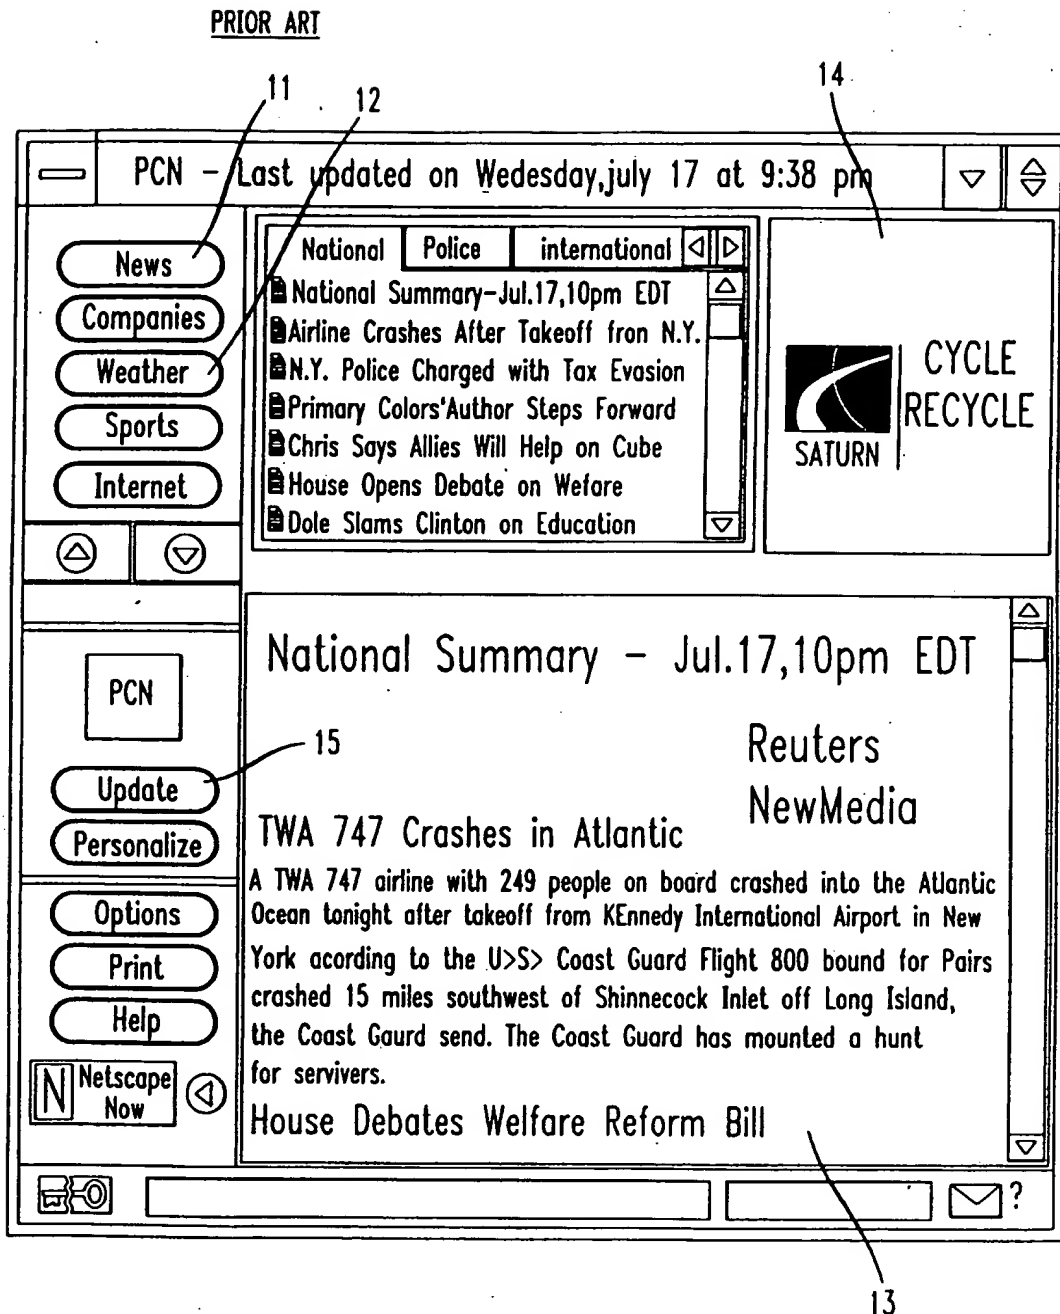 PRIOR ART
11
12
14
PCN - Last updated on Wedesday,july 17 at 9:38 pm
News
Companies
Weather
Sports
Internet
National Police international
National Summary-Jul.17,10pm EDT
Airline Crashes After Takeoff fron N.Y.
N.Y. Police Charged with Tax Evasion
Primary Colors'Author Steps Forward
Chris Says Allies Will Help on Cube
House Opens Debate on Wefare
Dole Slams Clinton on Education
SATURN
CYCLE
RECYCLE
PCN
15
Update
Personalize
Options
Print
Help
N Netscape
Now
National Summary - Jul.17,10pm EDT
Reuters
NewMedia
TWA 747 Crashes in Atlantic
A TWA 747 airline with 249 people on board crashed into the Atlantic
Ocean tonight after takeoff from KEnnedy International Airport in New
York acording to the U>S> Coast Guard Flight 800 bound for Pairs
crashed 15 miles southwest of Shinnecock Inlet off Long Island,
the Coast Gaurd send. The Coast Guard has mounted a hunt
for servivers.
House Debates Welfare Reform Bill
?
13